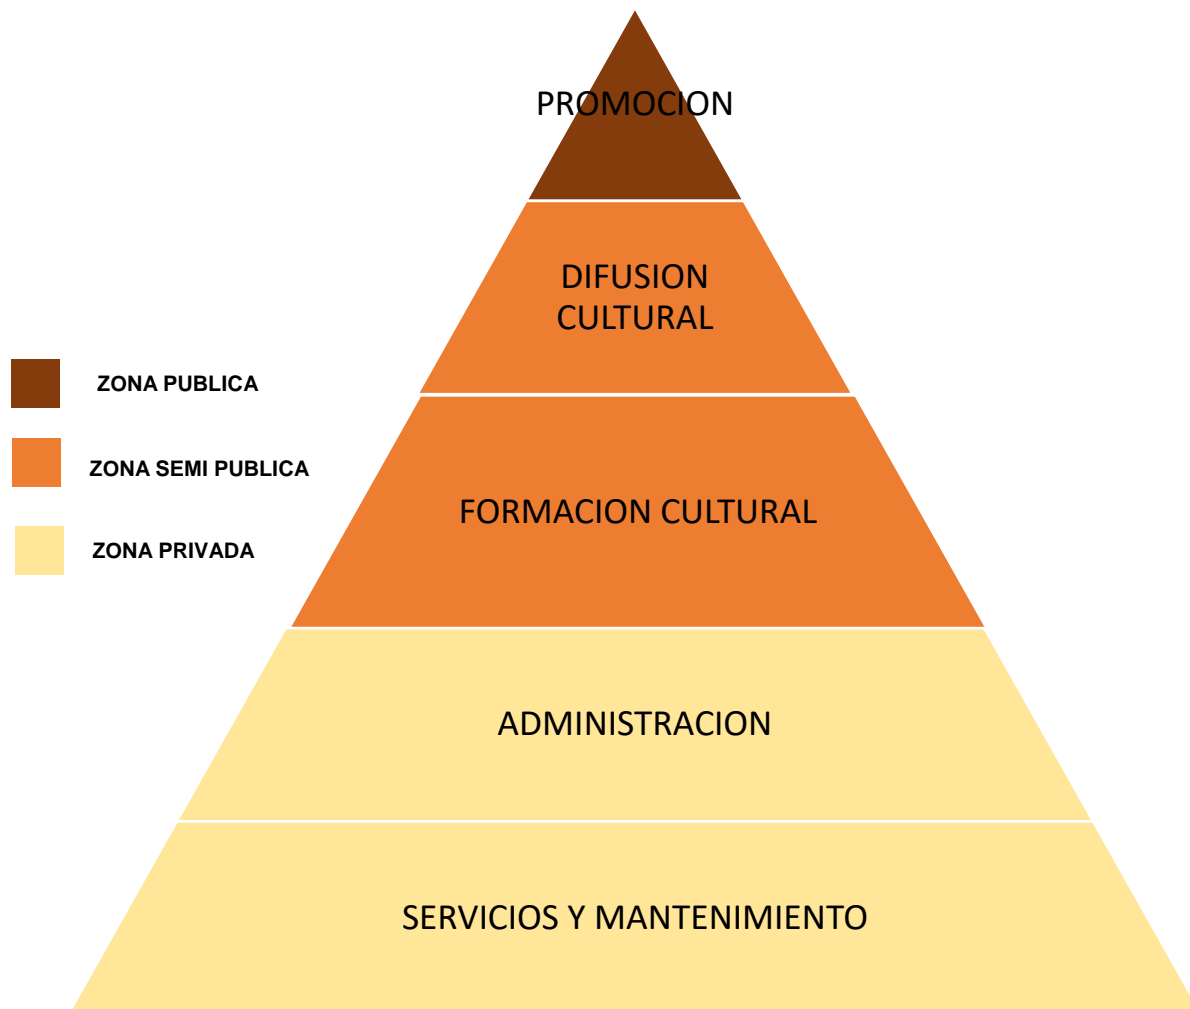 PROMOCION
DIFUSION
CULTURAL
ZONA PUBLICA
ZONA SEMI PUBLICA
FORMACION CULTURAL
ZONA PRIVADA
ADMINISTRACION
SERVICIOS Y MANTENIMIENTO